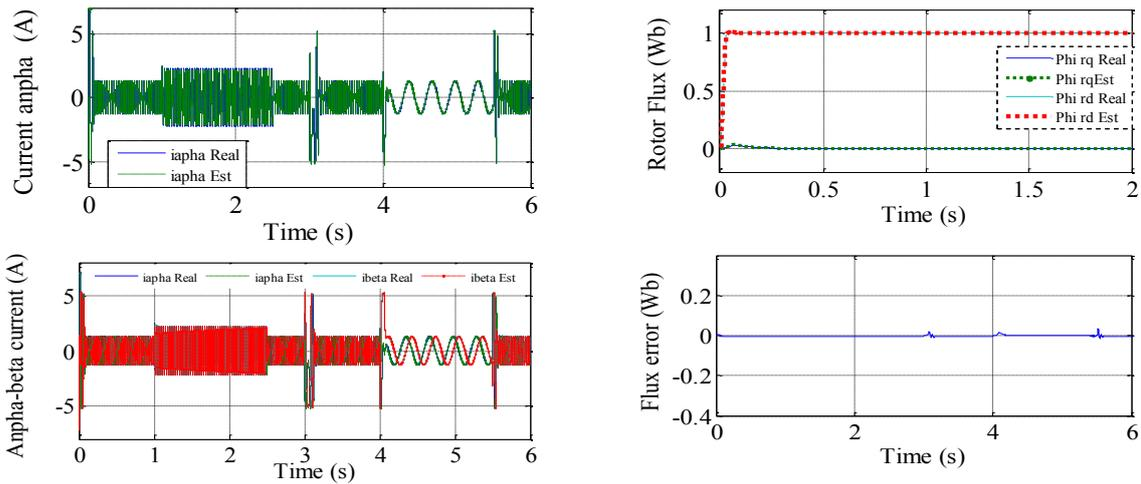 Current anpha (A)
5
0
-5
iapha Real
iapha Est
0
2
4
6
Time (s)
Rotor Flux (Wb)
1
0.5
0
Phi rq Real
Phi rqEst
Phi rd Real
Phi rd Est
0
0.5
1
1.5
2
Time (s)
Anpha-beta current (A)
iapha Real
iapha Est
ibeta Real
ibeta Est
5
0
-5
0
1
2
3
4
5
6
Time (s)
Flux error (Wb)
0.2
0
-0.2
-0.4
0
2
4
6
Time (s)